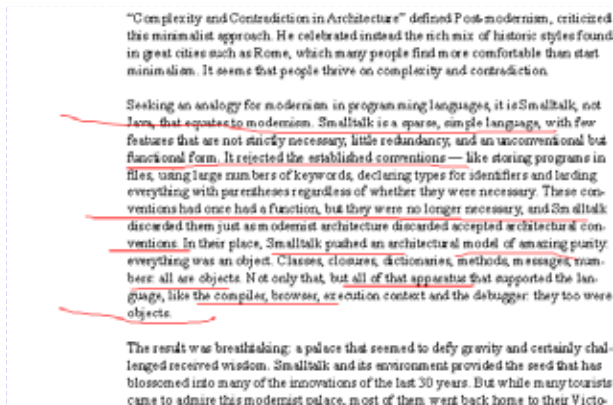 “Complexity and Contradiction in Architecture” defined Post-modernism, criticized
this minimalist approach. He celebrated instead the rich mix of historic styles found
in great cities such as Rome, which many people find more comfortable than start
minimalism. It seems that people thrive on complexity and contradiction.
Seeking an analogy for modernism in programming languages, it is Smalltalk, not
Java, that equates to modernism. Smalltalk is a sparse, simple language, with few
features that are not strictly necessary, little redundancy, and an unconventional but
functional form. It rejected the established conventions — like storing programs in
files, using large numbers of keywords, declaring types for identifiers and larding
everything with parentheses regardless of whether they were necessary. These con-
ventions had once had a function, but they were no longer necessary, and Smalltalk
discarded them just as modernist architecture discarded accepted architectural con-
ventions. In their place, Smalltalk pushed an architectural model of amazing purity:
everything was an object. Classes, closures, dictionaries, methods, messages, num-
bers: all are objects. Not only that, but all of that apparatus that supported the lan-
guage, like the compiler, browser, execution context and the debugger: they too were
objects.
The result was breathtaking: a palace that seemed to defy gravity and certainly chal-
lenged received wisdom. Smalltalk and its environment provided the seed that has
blossomed into many of the innovations of the last 30 years. But while many tourists
came to admire this modernist palace, most of them went back home to their Victo-